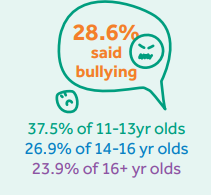 28.6%
said
bullying
37.5% of 11-13yr olds
26.9% of 14-16 yr olds
23.9% of 16+ yr olds